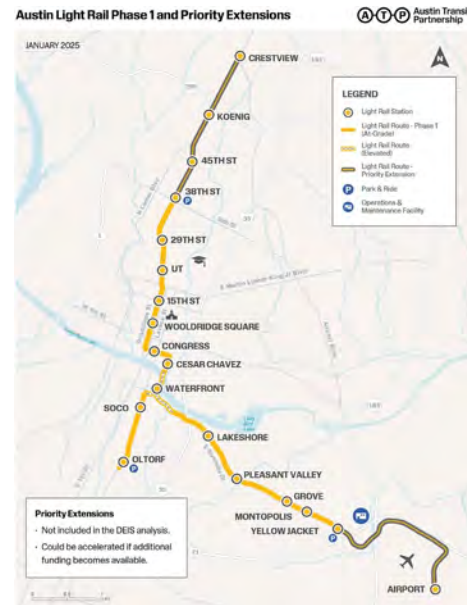 Austin Light Rail Phase 1 and Priority Extensions
A T P Austin Transit
Partnership
JANUARY 2025
N
CRESTVIEW
KOENIG
45TH ST
38TH ST
P
29TH ST
UT
15TH ST
WOOLDRIDGE SQUARE
CONGRESS
CESAR CHAVEZ
WATERFRONT
SOCO
OLTORF
P
LAKESHORE
PLEASANT VALLEY
GROVE
MONTOPOLIS
YELLOW JACKET
P
AIRPORT
LEGEND
Light Rail Station
Light Rail Route - Phase 1
(At-Grade)
Light Rail Route
(Elevated)
Light Rail Route -
Priority Extension
P Park & Ride
Operations &
Maintenance Facility
Priority Extensions
· Not included in the DEIS analysis.
· Could be accelerated if additional
funding becomes available.